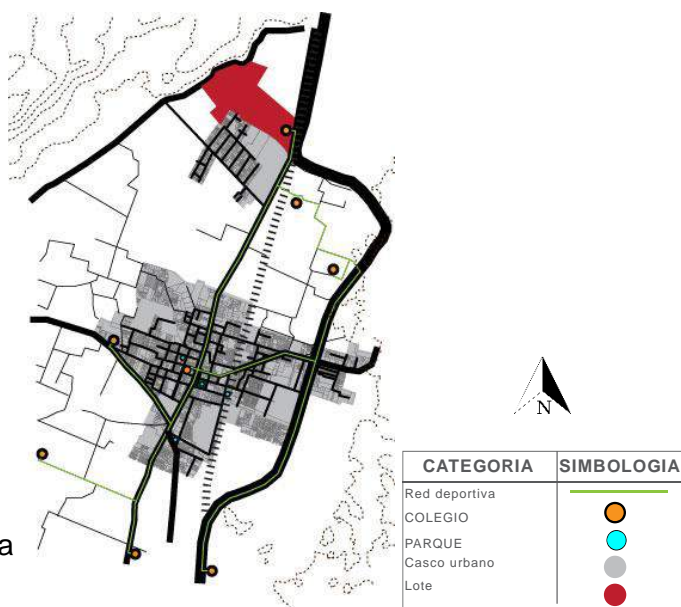 N
CATEGORIA SIMBOLOGIA
Red deportiva
COLEGIO
PARQUE
Casco urbano
Lote
a